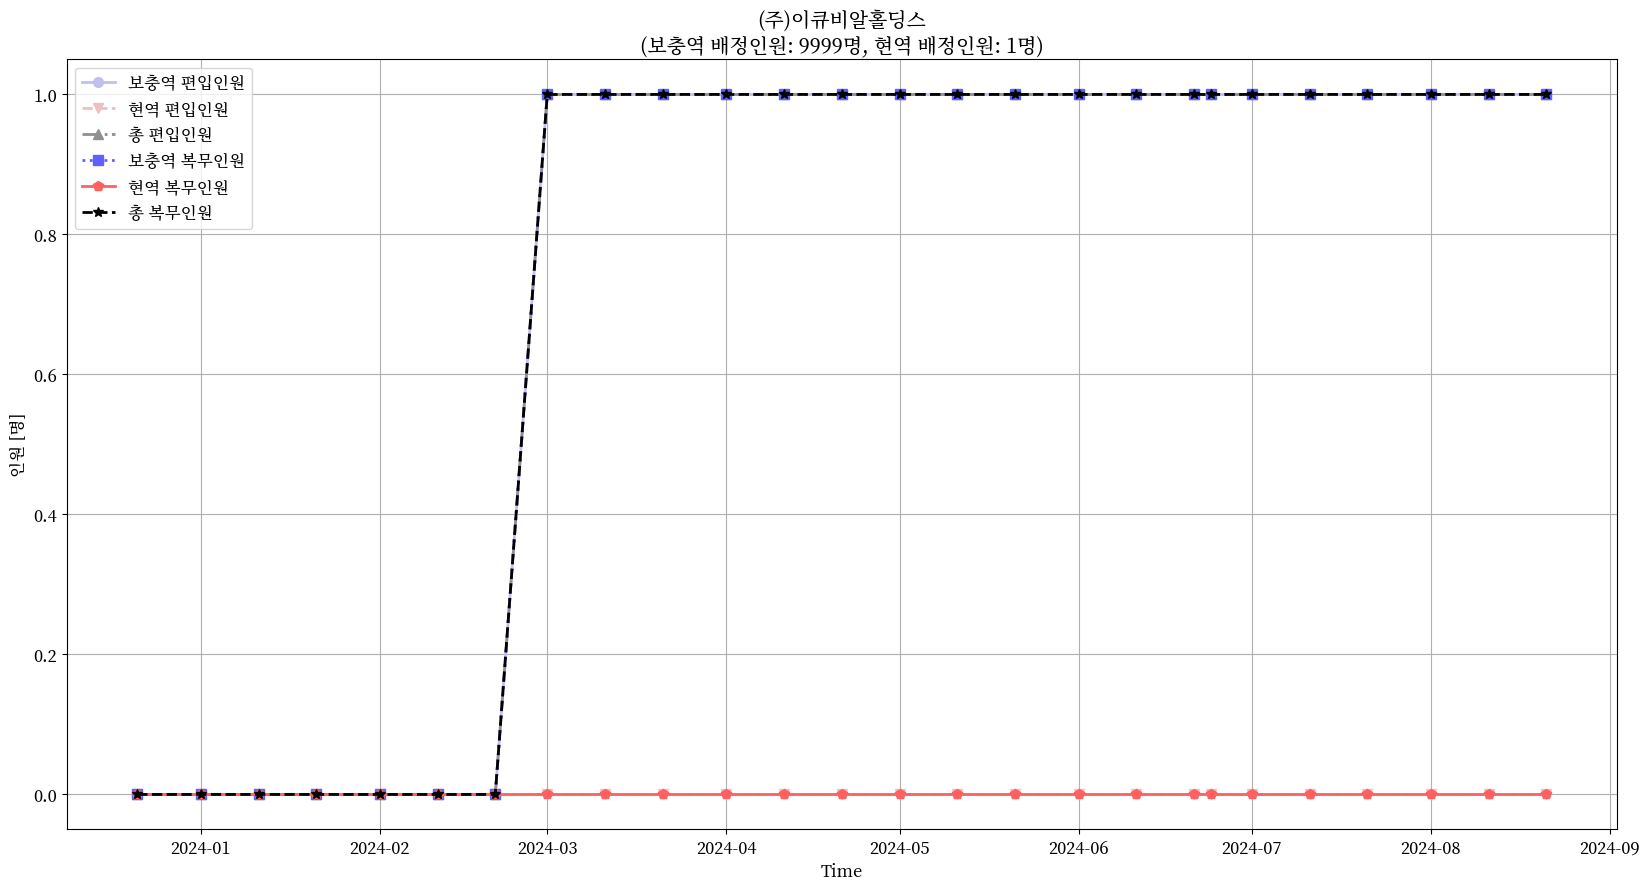 (주)이큐비알홀딩스
(보충역 배정인원: 9999명, 현역 배정인원: 1명)
보충역 편입인원
현역 편입인원
총 편입인원
보충역 복무인원
현역 복무인원
총 복무인원
1.0
0.8
0.6
0.4
0.2
0.0
인원 [명]
2024-01
2024-02
2024-03
2024-04
2024-05
2024-06
2024-07
2024-08
2024-09
Time